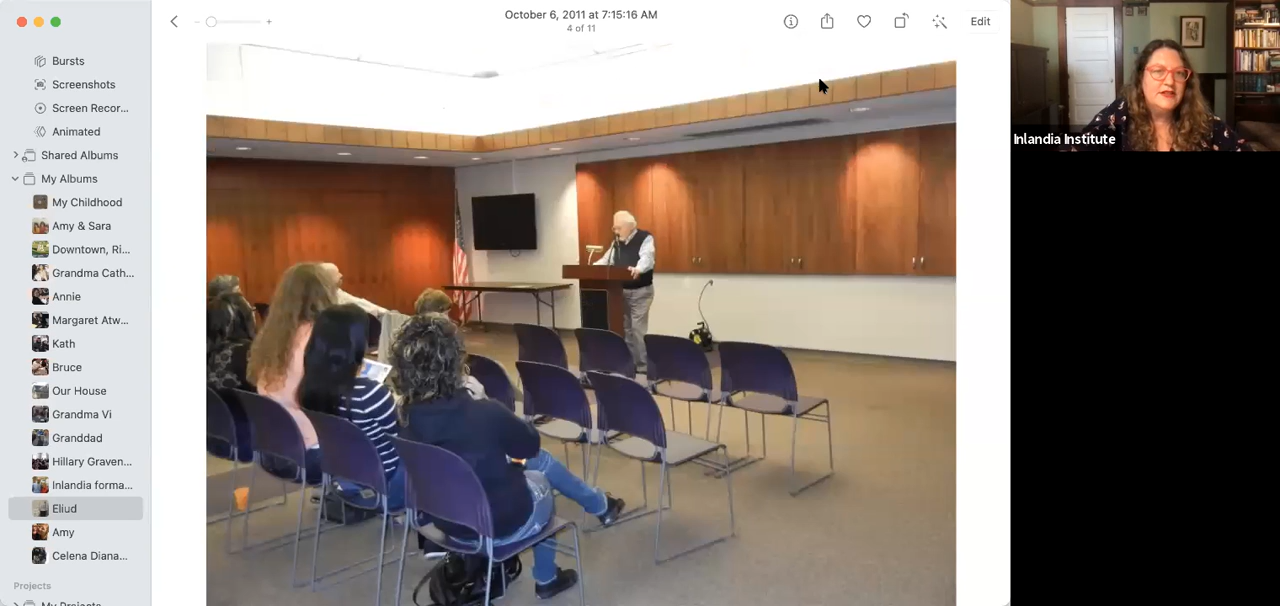 October 6, 2011 at 7:15:16 AM
4 of 11
Edit
Bursts
Screenshots
Screen Recor...
Animated
Shared Albums
My Albums
My Childhood
Amy & Sara
Downtown, Ri...
Grandma Cath...
Annie
Margaret Atw...
Kath
Bruce
Our House
Grandma Vi
Granddad
Hillary Graven...
Inlandia forma...
Eliud
Amy
Celena Diana...
Projects
My Projects
Inlandia Institute